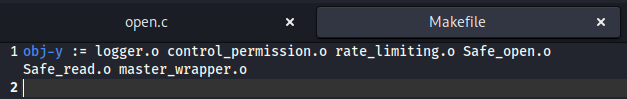 open.c × Makefile ×
1 obj-y := logger.o control_permission.o rate_limiting.o Safe_open.o
Safe_read.o master_wrapper.o
2